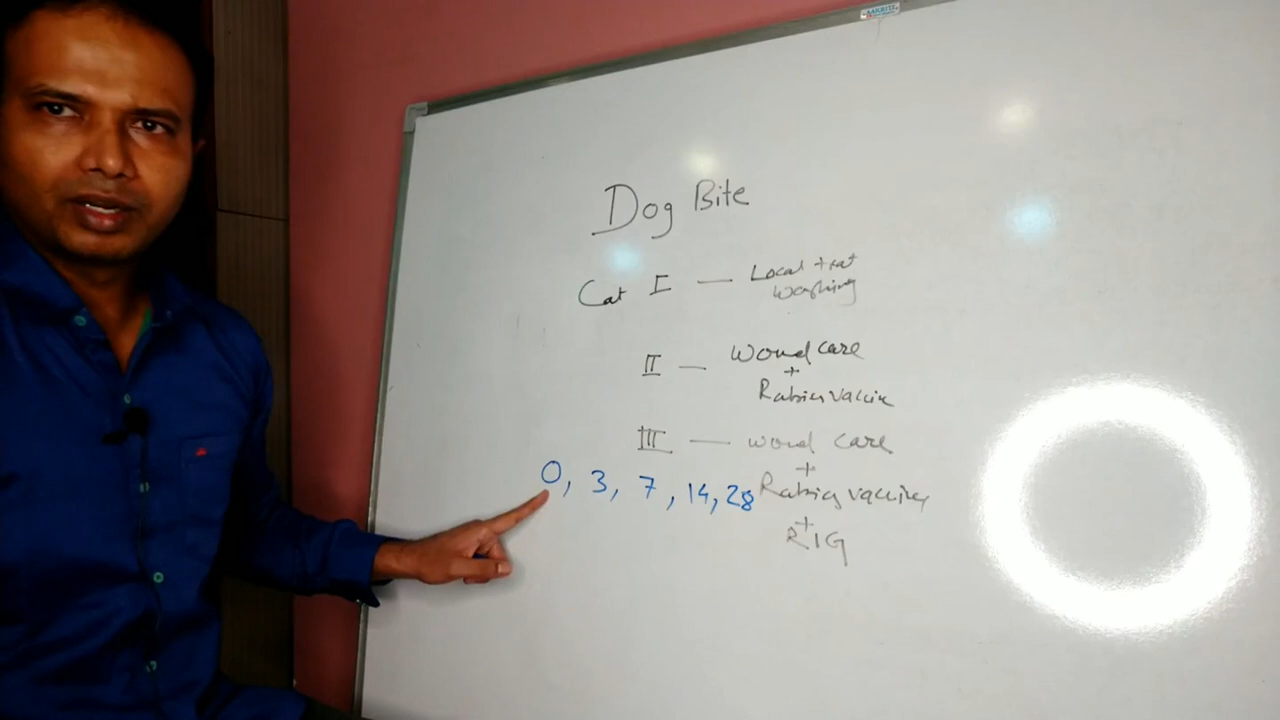 Dog Bite
Cat I — Local treat
washing
II — Wound care
+
Rabies vaccine
III — wound care
+
0, 3, 7, 14, 28 Rabies vaccine
+
RIG